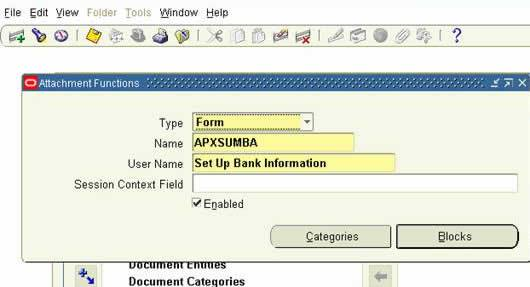 File Edit View Folder Tools Window Help
?
Attachment Functions
Type Form
Name APXSUMBA
User Name Set Up Bank Information
Session Context Field
Enabled
Categories Blocks
Document Entities
Document Categories